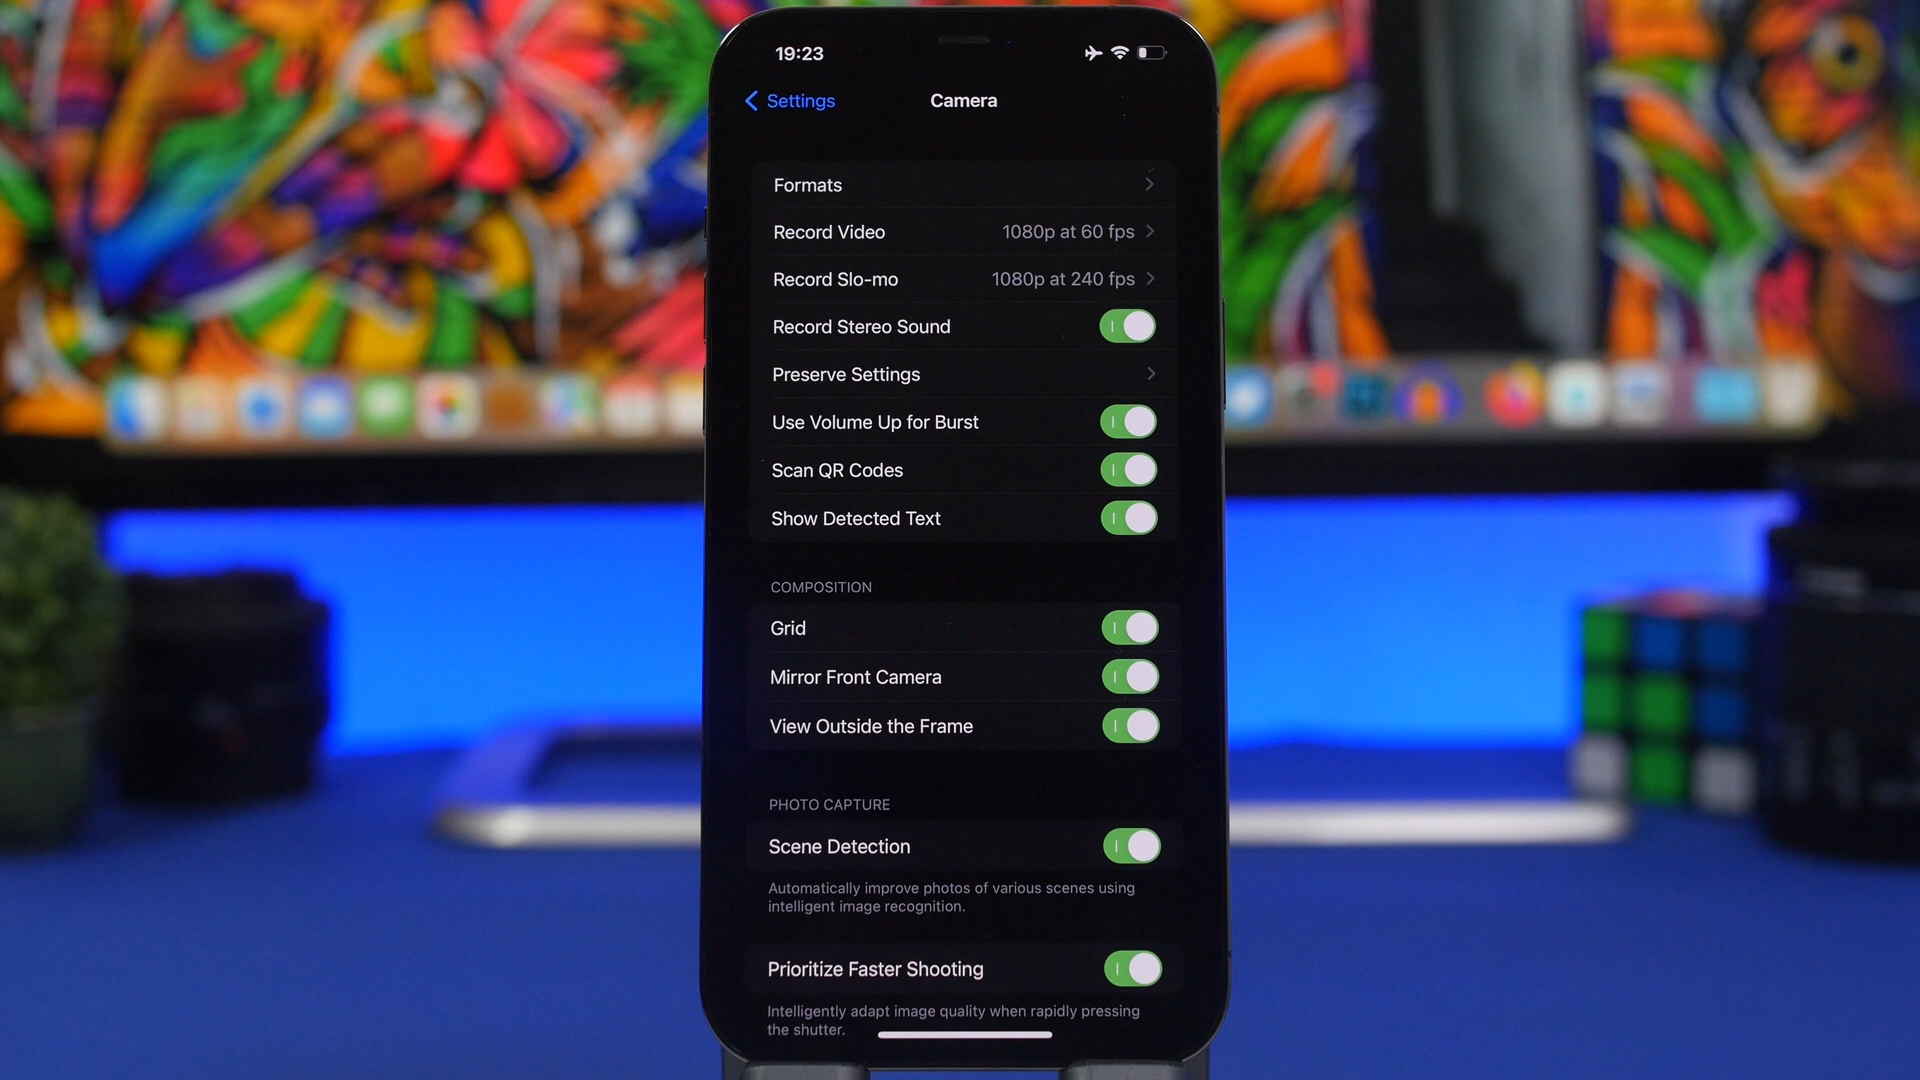 19:23
Settings
Camera
Formats
Record Video 1080p at 60 fps
Record Slo-mo 1080p at 240 fps
Record Stereo Sound
Preserve Settings
Use Volume Up for Burst
Scan QR Codes
Show Detected Text
COMPOSITION
Grid
Mirror Front Camera
View Outside the Frame
PHOTO CAPTURE
Scene Detection
Automatically improve photos of various scenes using
intelligent image recognition.
Prioritize Faster Shooting
Intelligently adapt image quality when rapidly pressing
the shutter.